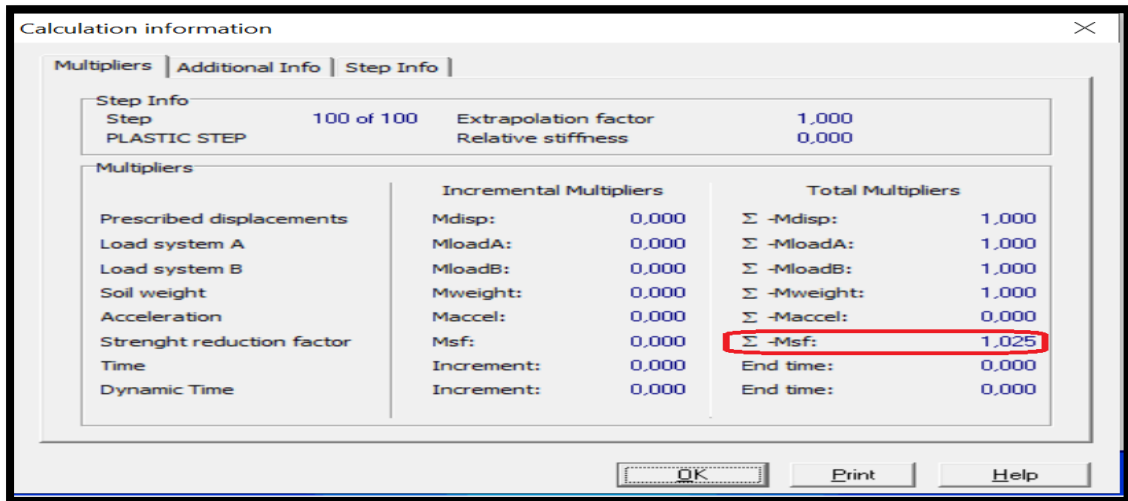 Calculation information
Multipliers Additional Info Step Info
Step Info
Step 100 of 100 Extrapolation factor 1,000
PLASTIC STEP Relative stiffness 0,000
Multipliers
Incremental Multipliers Total Multipliers
Prescribed displacements Mdisp: 0,000 Σ -Mdisp: 1,000
Load system A MloadA: 0,000 Σ -MloadA: 1,000
Load system B MloadB: 0,000 Σ -MloadB: 1,000
Soil weight Mweight: 0,000 Σ -Mweight: 1,000
Acceleration Maccel: 0,000 Σ -Maccel: 0,000
Strenght reduction factor Msf: 0,000 Σ -Msf: 1,025
Time Increment: 0,000 End time: 0,000
Dynamic Time Increment: 0,000 End time: 0,000
OK Print Help